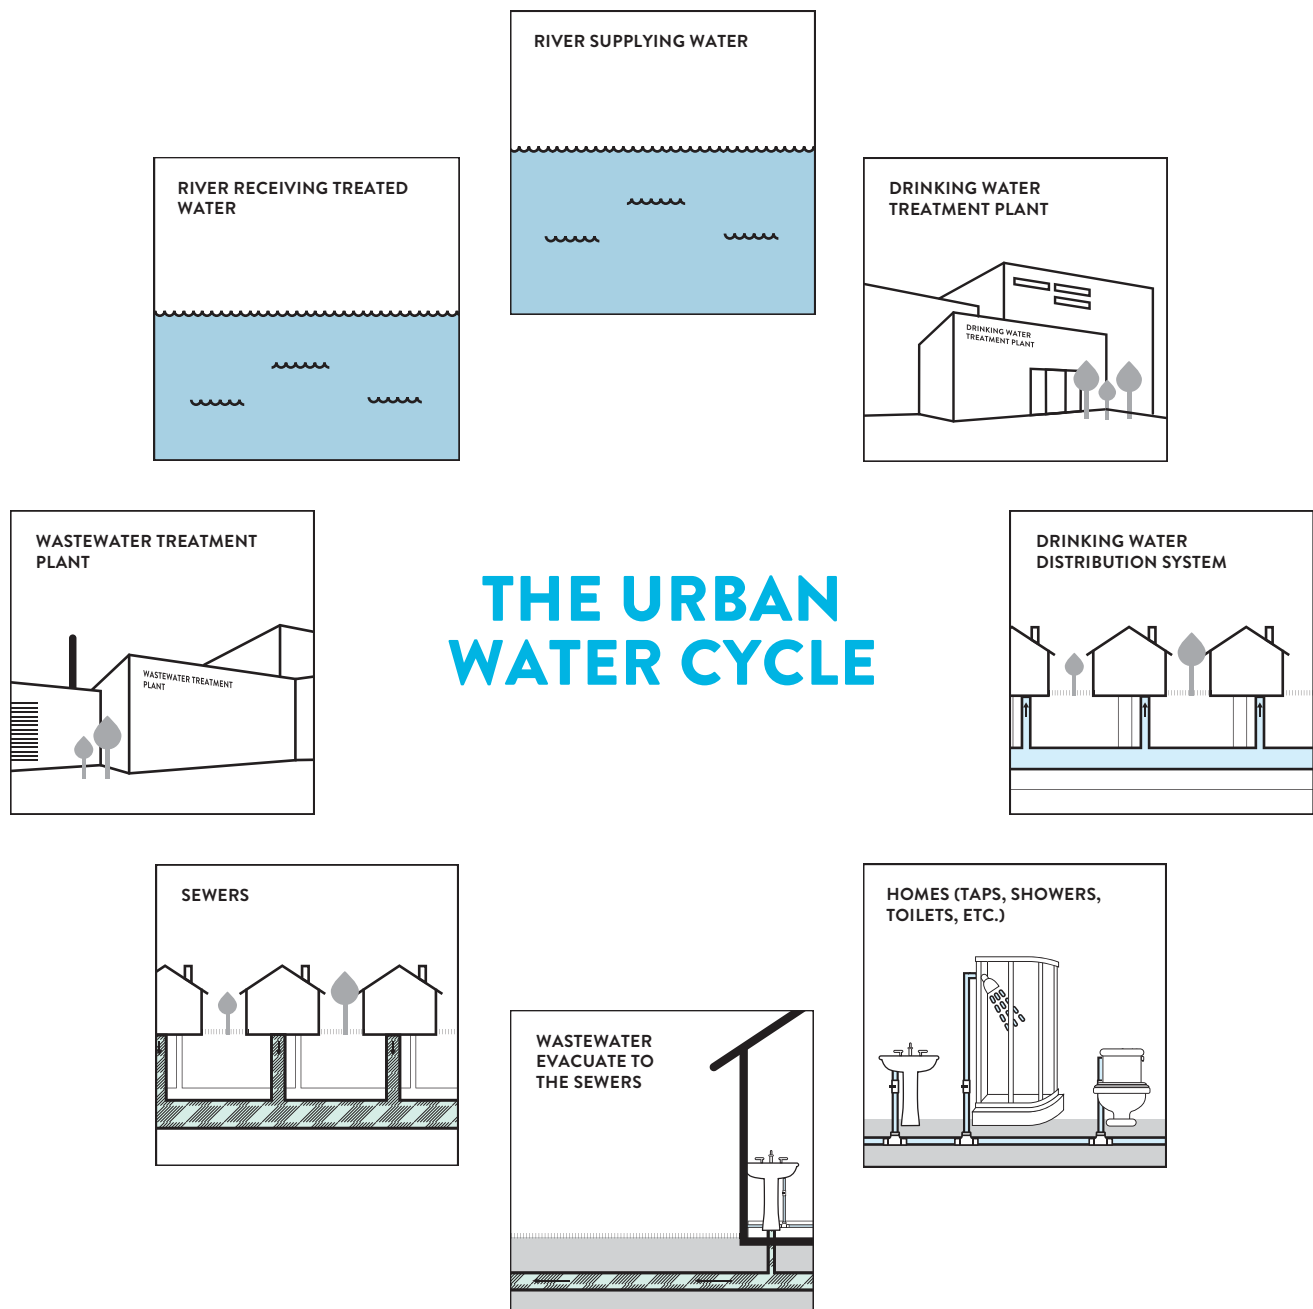 RIVER SUPPLYING WATER
RIVER RECEIVING TREATED
WATER
DRINKING WATER
TREATMENT PLANT
DRINKING WATER
TREATMENT PLANT
WASTEWATER TREATMENT
PLANT
WASTEWATER TREATMENT
PLANT
THE URBAN
WATER CYCLE
DRINKING WATER
DISTRIBUTION SYSTEM
SEWERS
WASTEWATER
EVACUATE TO
THE SEWERS
HOMES (TAPS, SHOWERS,
TOILETS, ETC.)